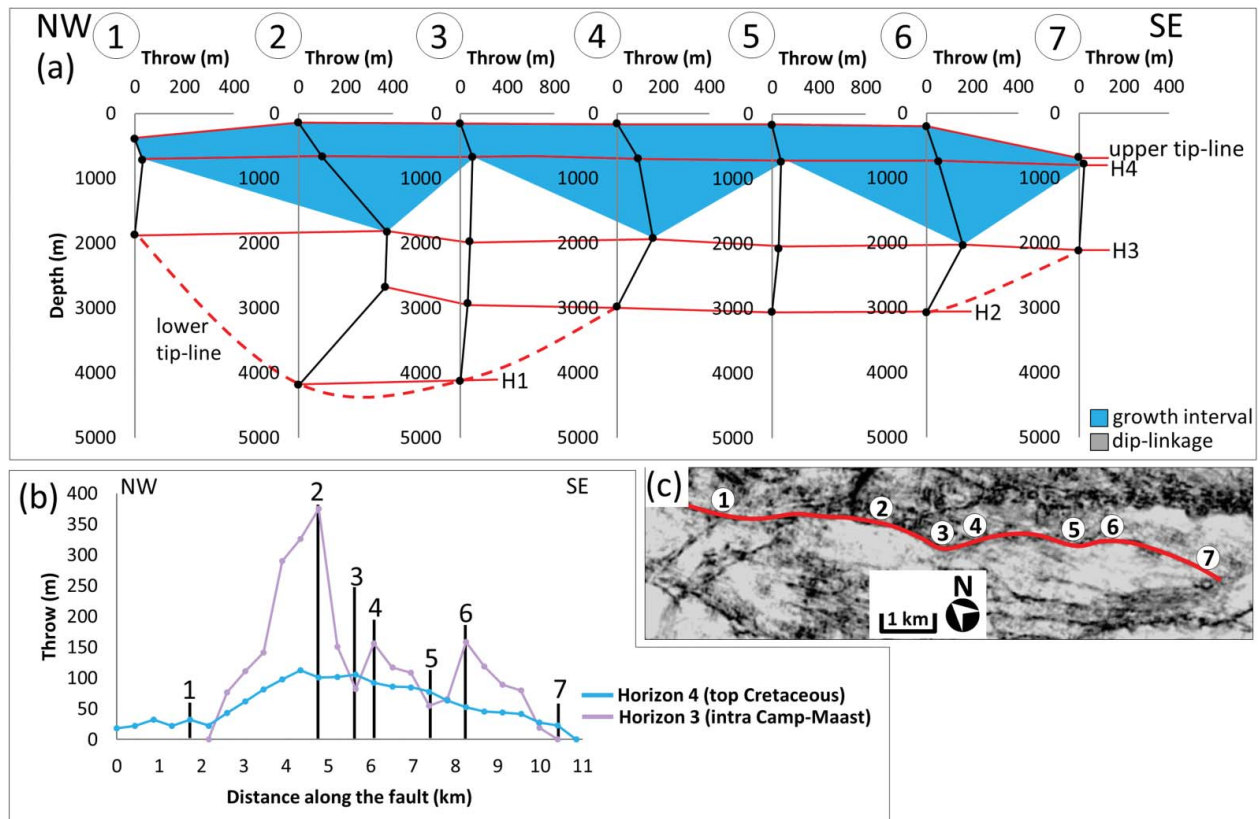 NW
SE
1 2 3 4 5 6 7
Throw (m) Throw (m) Throw (m) Throw (m) Throw (m) Throw (m) Throw (m)
(a)
0 200 400 0 200 400 0 200 400 0 200 400 0 200 400 0 200 400 0 200 400
0 0 0 0 0 0 0
upper tip-line
H4
1000 1000 1000 1000 1000 1000 1000
2000 2000 2000 2000 2000 2000 2000
H3
Depth (m)
3000 3000 3000 3000 3000 3000 3000
H2
lower
tip-line
4000 4000 4000 4000 4000 4000 4000
H1
5000 5000 5000 5000 5000 5000 5000
growth interval
dip-linkage
(b)
NW
SE
400
350
300
250
200
150
100
50
0
Throw (m)
1
2
3
4
5
6
7
0 1 2 3 4 5 6 7 8 9 10 11
Distance along the fault (km)
Horizon 4 (top Cretaceous)
Horizon 3 (intra Camp-Maast)
(c)
1
2
3
4
5
6
7
N
1 km